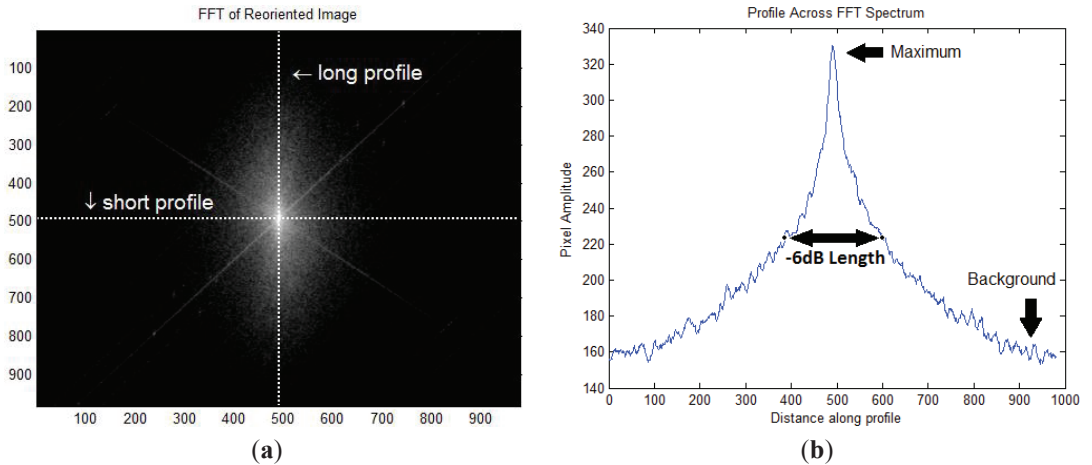 FFT of Reoriented Image
100
200
300
400
500
600
700
800
900
← long profile
↓ short profile
100 200 300 400 500 600 700 800 900
(a)
Profile Across FFT Spectrum
Pixel Amplitude
340
320
300
280
260
240
220
200
180
160
140
Maximum
-6dB Length
Background
0 100 200 300 400 500 600 700 800 900 1000
Distance along profile
(b)